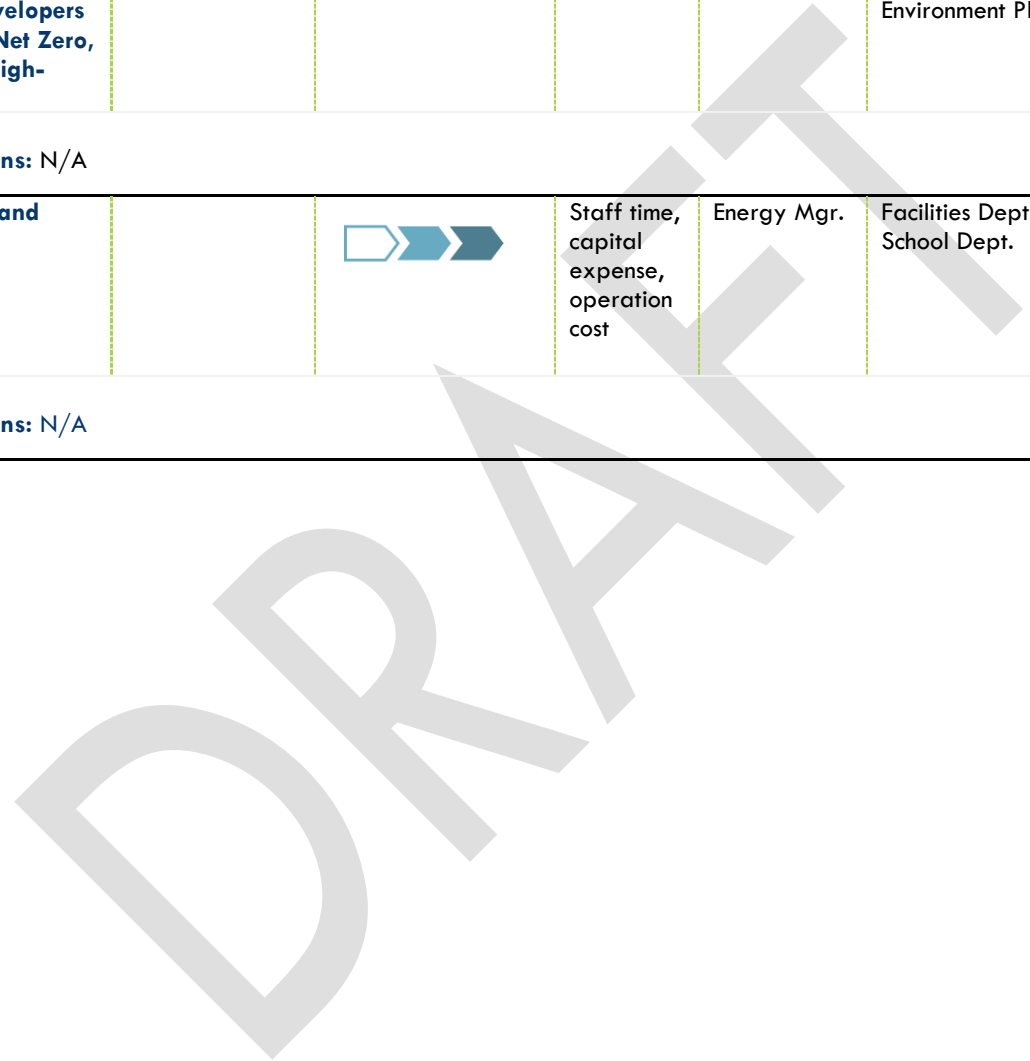 velopers
Net Zero,
igh-
Environment Pl
ns: N/A
and
Staff time,
capital
expense,
operation
cost
Energy Mgr.
Facilities Dept
School Dept.
ns: N/A
DRAFT